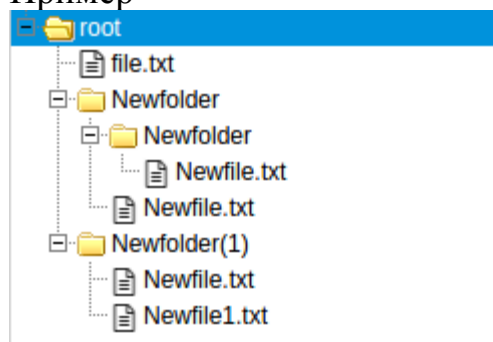 Пример
root
file.txt
Newfolder
Newfolder
Newfile.txt
Newfile.txt
Newfolder(1)
Newfile.txt
Newfile1.txt